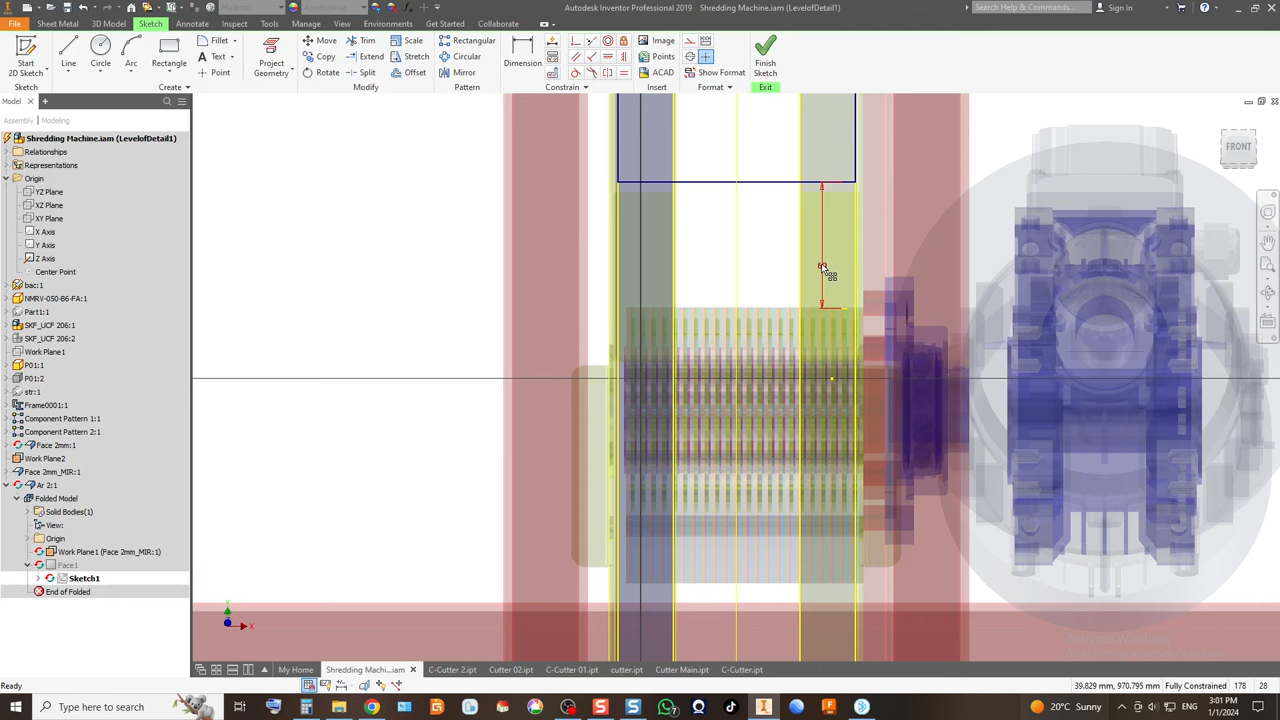 Autodesk Inventor Professional 2019   Shredding Machine.iam (LevelofDetail1)
Search Help & Commands...
Sign In
Material
Appearance
File
Sheet Metal
3D Model
Sketch
Annotate
Inspect
Tools
Manage
View
Environments
Get Started
Collaborate
Start
2D Sketch
Line
Circle
Arc
Rectangle
Fillet
Text
Point
Project
Geometry
Move
Copy
Rotate
Trim
Extend
Split
Scale
Stretch
Offset
Rectangular
Circular
Mirror
Dimension
Image
Points
ACAD
Show Format
Finish
Sketch
Sketch
Create
Modify
Pattern
Constrain
Insert
Format
Exit
Model
Assembly
Modeling
Shredding Machine.iam (LevelofDetail1)
Relationships
Representations
Origin
YZ Plane
XZ Plane
XY Plane
X Axis
Y Axis
Z Axis
Center Point
bac:1
NMRV-050-B6-FA:1
Part1:1
SKF_UCF 206:1
SKF_UCF 206:1
Work Plane1
P01:1
P01:2
str:1
Frame0001:1
Component Pattern 1:1
Component Pattern 2:1
Face 2mm:1
Work Plane2
Face 2mm_MIR:1
Ar 2:1
Folded Model
Solid Bodies(1)
View:
Origin
Work Plane1 (Face 2mm_MIR:1)
Face1
Sketch1
End of Folded
FRONT
Y
X
Activate Windows
My Home
Shredding Machi...iam
C-Cutter 2.ipt
Cutter 02.ipt
C-Cutter 01.ipt
cutter.ipt
Cutter Main.ipt
C-Cutter.ipt
Ready
39.829 mm, 970.795 mm
Fully Constrained
178
28
Type here to search
20°C Sunny
3:01 PM
1/1/2024